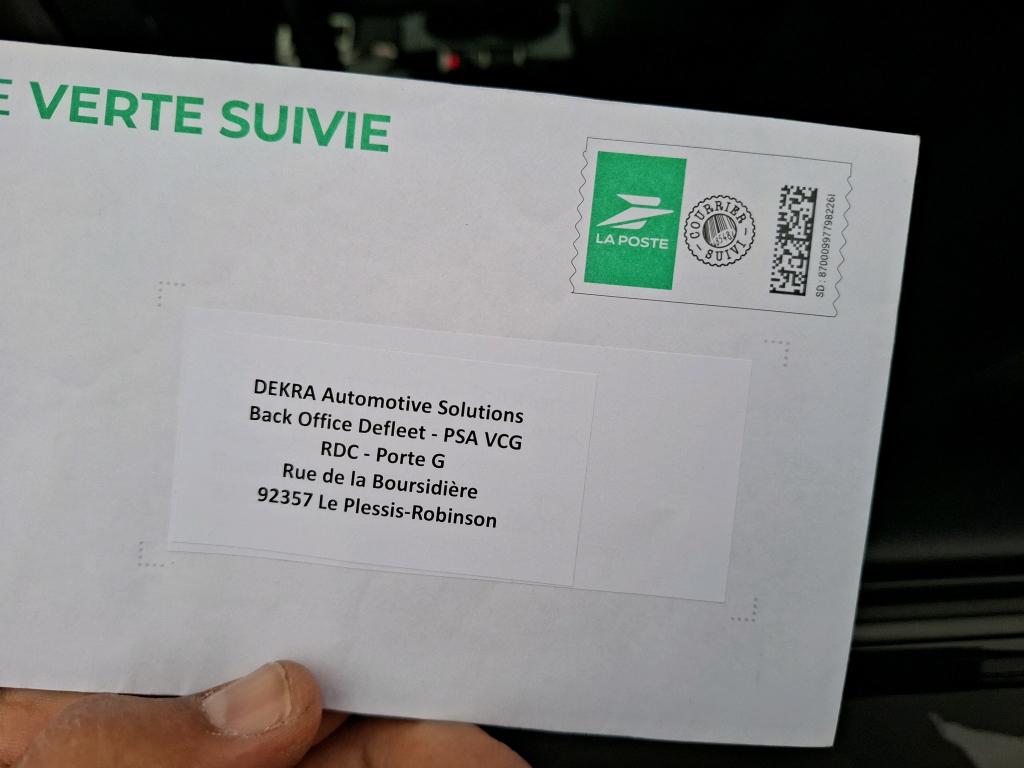 E VERTE SUIVIE
LA POSTE
COURRIER
SUIVI
SD : 87000997798226I
DEKRA Automotive Solutions
Back Office Defleet - PSA VCG
RDC - Porte G
Rue de la Boursidière
92357 Le Plessis-Robinson